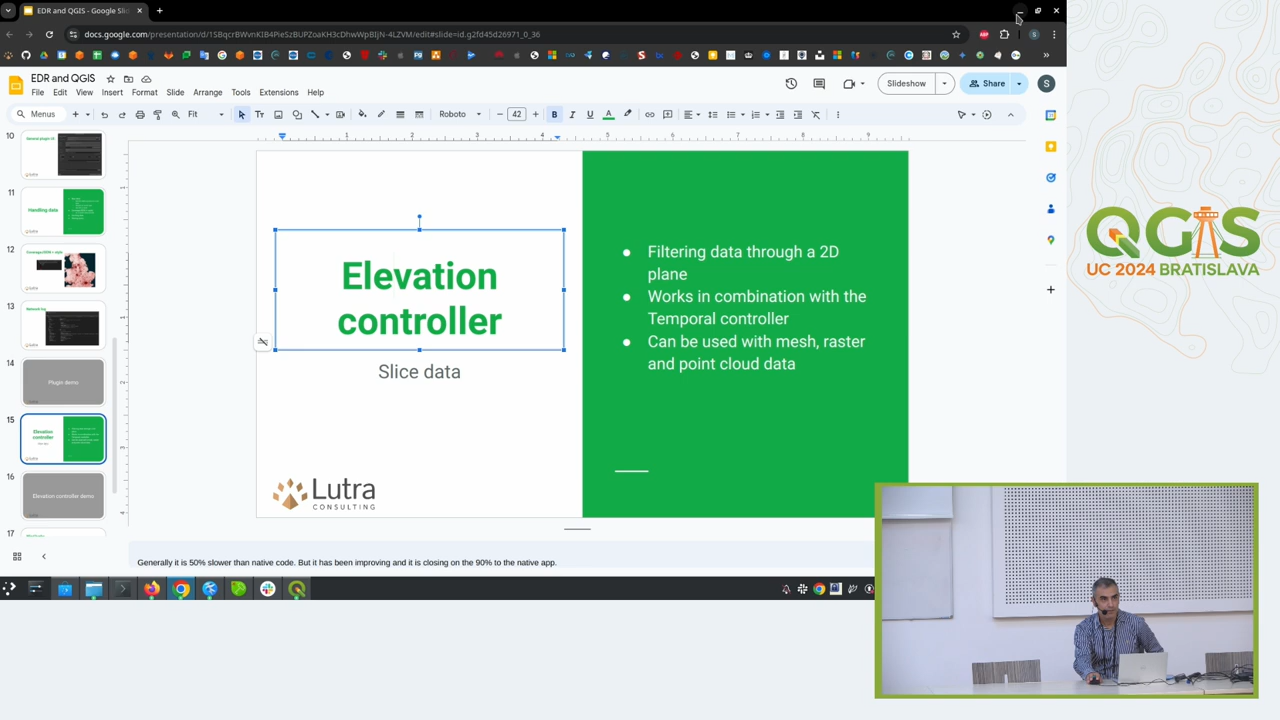 EDR and QGIS - Google Slid
docs.google.com/presentation/d/1SBqcrBWvnKIB4PieSzBUPZoaKH3cDhwWpBIjN-4LZVM/edit#slide=id.g2fd45d26971_0_36
EDR and QGIS
File Edit View Insert Format Slide Arrange Tools Extensions Help
Slideshow
Share
S
Menus
Fit
Roboto
42
10
General plugin UI
11
Handling data
12
13
14
Plugin demo
15
Elevation
controller
16
Elevation controller demo
17
Elevation
controller
Slice data
Lutra
CONSULTING
● Filtering data through a 2D
plane
● Works in combination with the
Temporal controller
● Can be used with mesh, raster
and point cloud data
Generally it is 50% slower than native code. But it has been improving and it is closing on the 90% to the native app.
QGIS
UC 2024 BRATISLAVA